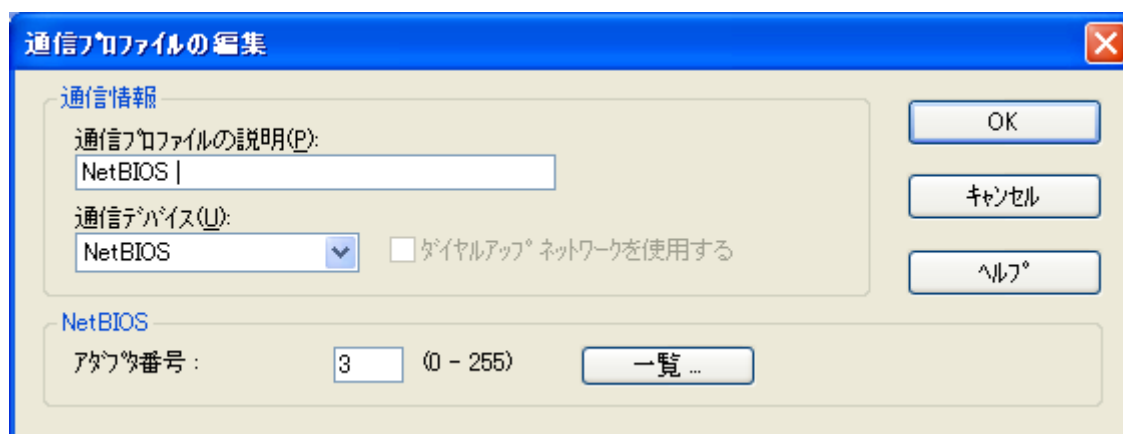 通信ﾌﾟﾛﾌｧｲﾙの編集
通信情報
通信ﾌﾟﾛﾌｧｲﾙの説明(P):
NetBIOS
通信ﾃﾞﾊﾞｲｽ(U):
NetBIOS
ﾀﾞｲﾔﾙｱｯﾌﾟ ﾈｯﾄﾜｰｸを使用する
OK
ｷｬﾝｾﾙ
ﾍﾙﾌﾟ
NetBIOS
ｱﾀﾞﾌﾟﾀ番号 : 3 (0 - 255) 一覧 ...